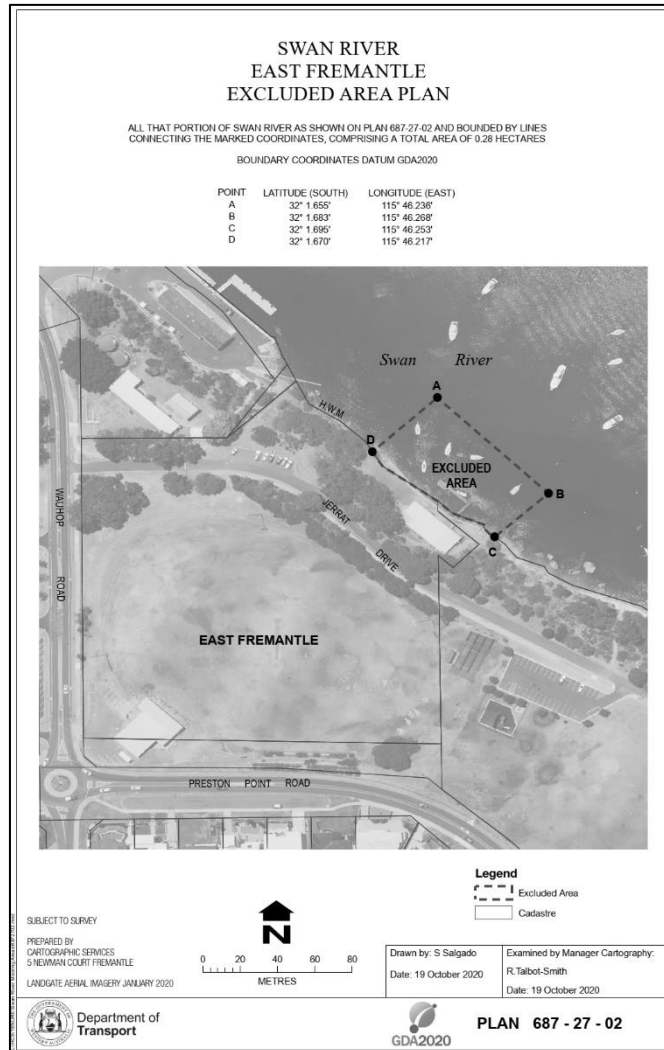 SWAN RIVER
EAST FREMANTLE
EXCLUDED AREA PLAN
ALL THAT PORTION OF SWAN RIVER AS SHOWN ON PLAN 687-27-02 AND BOUNDED BY LINES
CONNECTING THE MARKED COORDINATES, COMPRISING A TOTAL AREA OF 0.28 HECTARES
BOUNDARY COORDINATES DATUM GDA2020
POINT LATITUDE (SOUTH) LONGITUDE (EAST)
A 32° 1.655' 115° 46.236'
B 32° 1.683' 115° 46.268'
C 32° 1.695' 115° 46.253'
D 32° 1.670' 115° 46.217'
Swan River
A
H.W.M
D
EXCLUDED
AREA
B
C
WAUHOP ROAD
JERRAT DRIVE
EAST FREMANTLE
PRESTON POINT ROAD
Legend
Excluded Area
Cadastre
SUBJECT TO SURVEY
PREPARED BY
CARTOGRAPHIC SERVICES
5 NEWMAN COURT FREMANTLE
LANDGATE AERIAL IMAGERY JANUARY 2020
N
0 20 40 60 80
METRES
Drawn by: S Salgado
Date: 19 October 2020
Examined by Manager Cartography:
R.Talbot-Smith
Date: 19 October 2020
Department of
Transport
GDA2020
PLAN 687 - 27 - 02